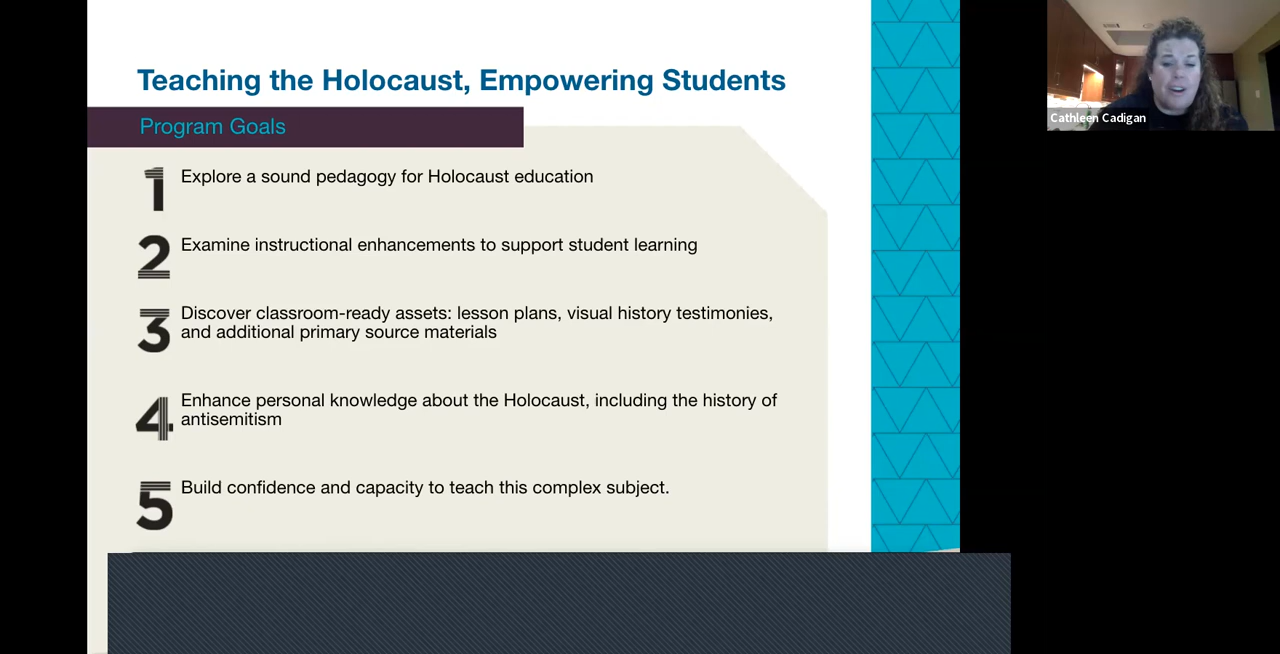 Teaching the Holocaust, Empowering Students
Program Goals
1 Explore a sound pedagogy for Holocaust education
2 Examine instructional enhancements to support student learning
3 Discover classroom-ready assets: lesson plans, visual history testimonies,
and additional primary source materials
4 Enhance personal knowledge about the Holocaust, including the history of
antisemitism
5 Build confidence and capacity to teach this complex subject.
Cathleen Cadigan